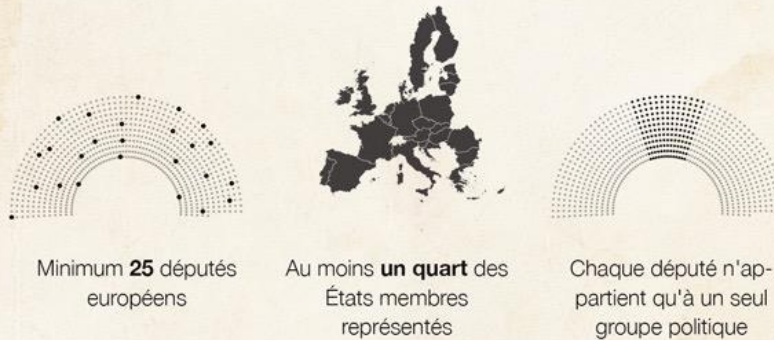 Minimum 25 députés
européens
Au moins un quart des
États membres
représentés
Chaque député n'ap-
partient qu'à un seul
groupe politique